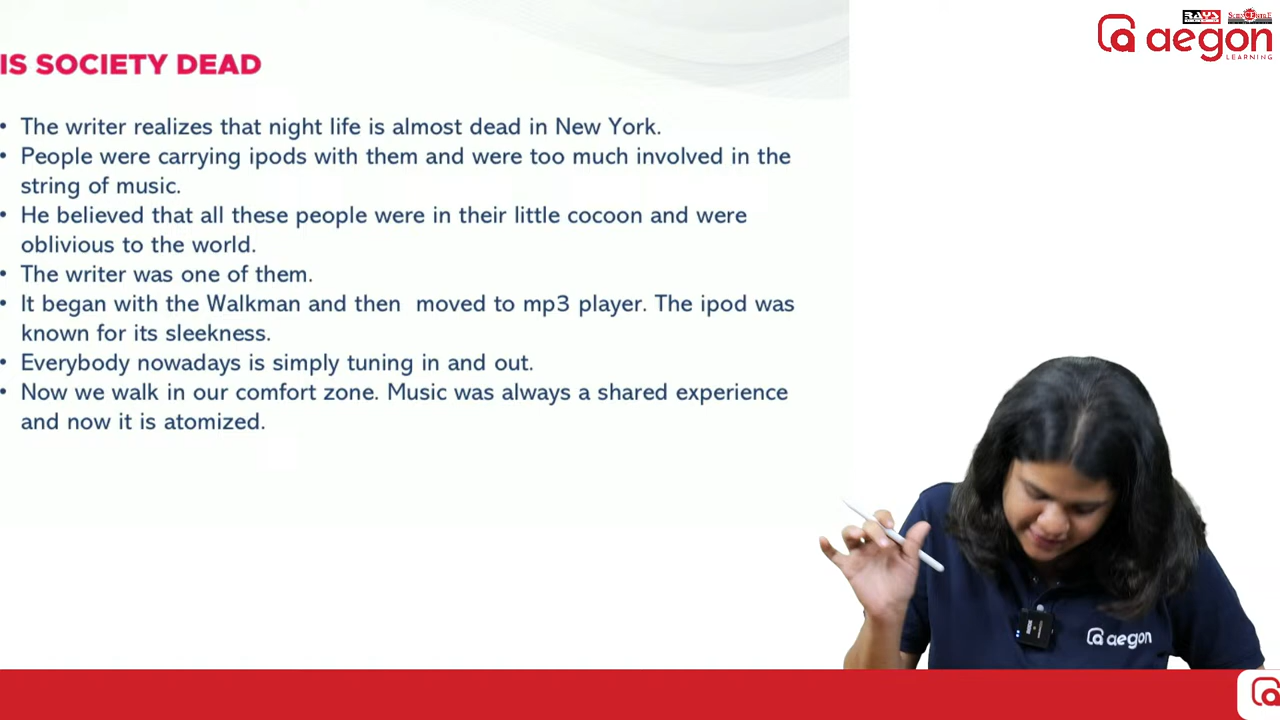 RAYS
aegon
LEARNING
IS SOCIETY DEAD
• The writer realizes that night life is almost dead in New York.
• People were carrying ipods with them and were too much involved in the
string of music.
• He believed that all these people were in their little cocoon and were
oblivious to the world.
• The writer was one of them.
• It began with the Walkman and then  moved to mp3 player. The ipod was
known for its sleekness.
• Everybody nowadays is simply tuning in and out.
• Now we walk in our comfort zone. Music was always a shared experience
and now it is atomized.
aegon